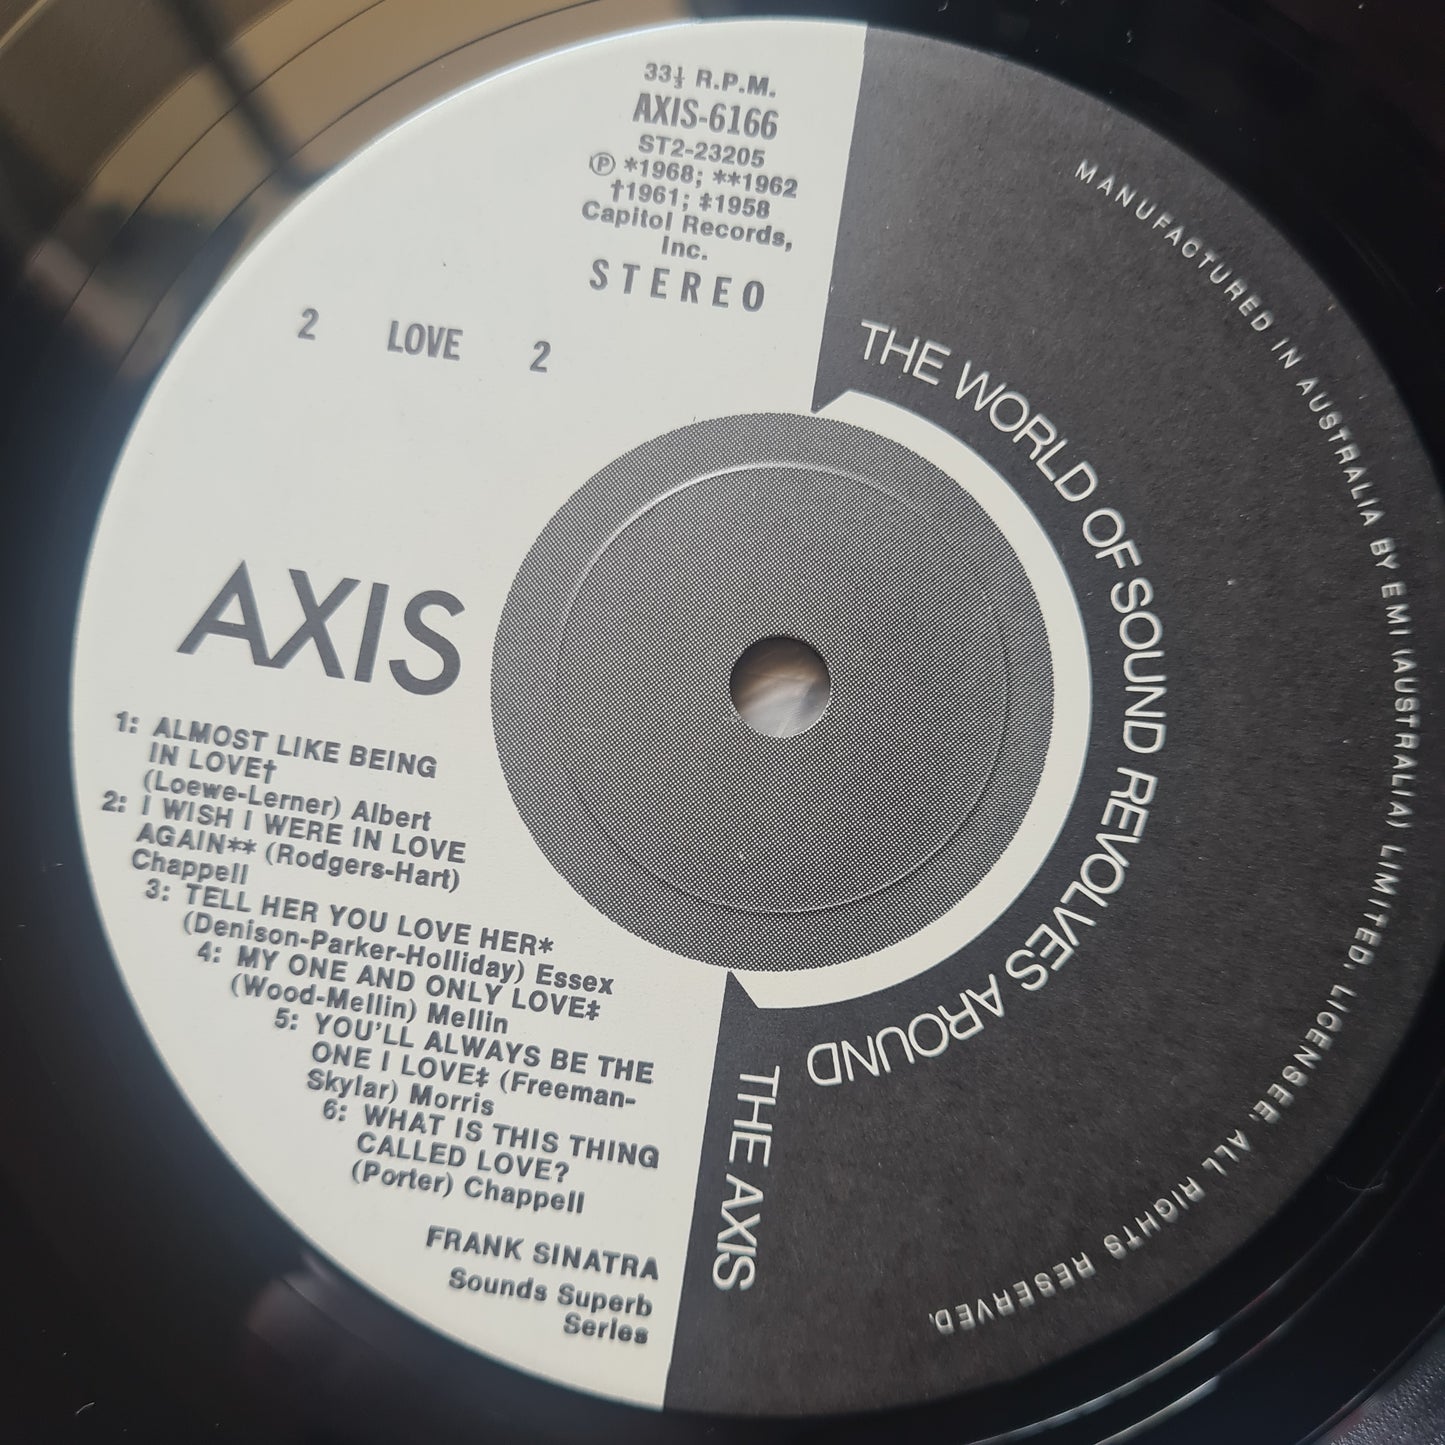 33⅓ R.P.M.
AXIS-6166
ST2-23205
Ⓟ *1968; **1962
†1961; ‡1958
Capitol Records,
Inc.
STEREO
2 LOVE 2
AXIS
1: ALMOST LIKE BEING
IN LOVE†
(Loewe-Lerner) Albert
2: I WISH I WERE IN LOVE
AGAIN** (Rodgers-Hart)
Chappell
3: TELL HER YOU LOVE HER*
(Denison-Parker-Holliday) Essex
4: MY ONE AND ONLY LOVE‡
(Wood-Mellin) Mellin
5: YOU'LL ALWAYS BE THE
ONE I LOVE‡ (Freeman-
Skylar) Morris
6: WHAT IS THIS THING
CALLED LOVE?
(Porter) Chappell
FRANK SINATRA
Sounds Superb
Series
THE WORLD OF SOUND REVOLVES AROUND
THE AXIS
MANUFACTURED IN AUSTRALIA BY EMI (AUSTRALIA) LIMITED, LICENSEE. ALL RIGHTS RESERVED.